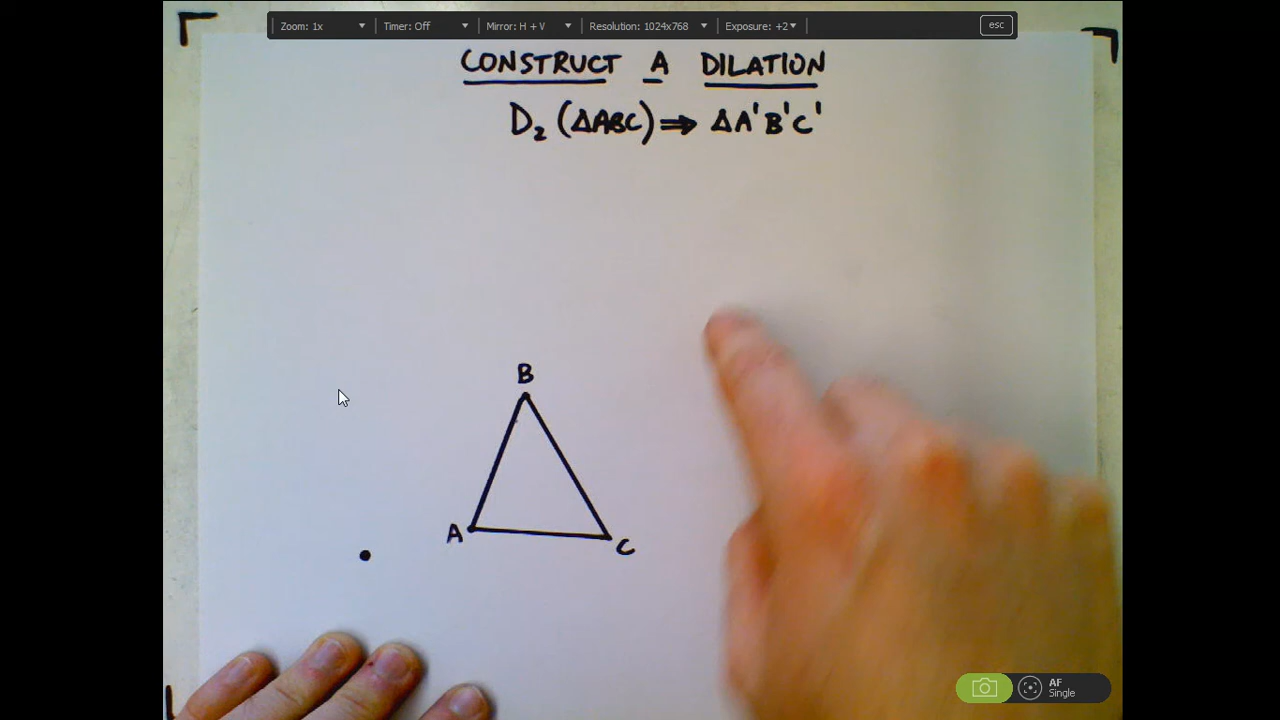 Zoom: 1x Timer: Off Mirror: H + V Resolution: 1024x768 Exposure: +2 esc
CONSTRUCT A DILATION
D₂ (ΔABC) ⇒ ΔA'B'C'
B
A
C
AF
Single